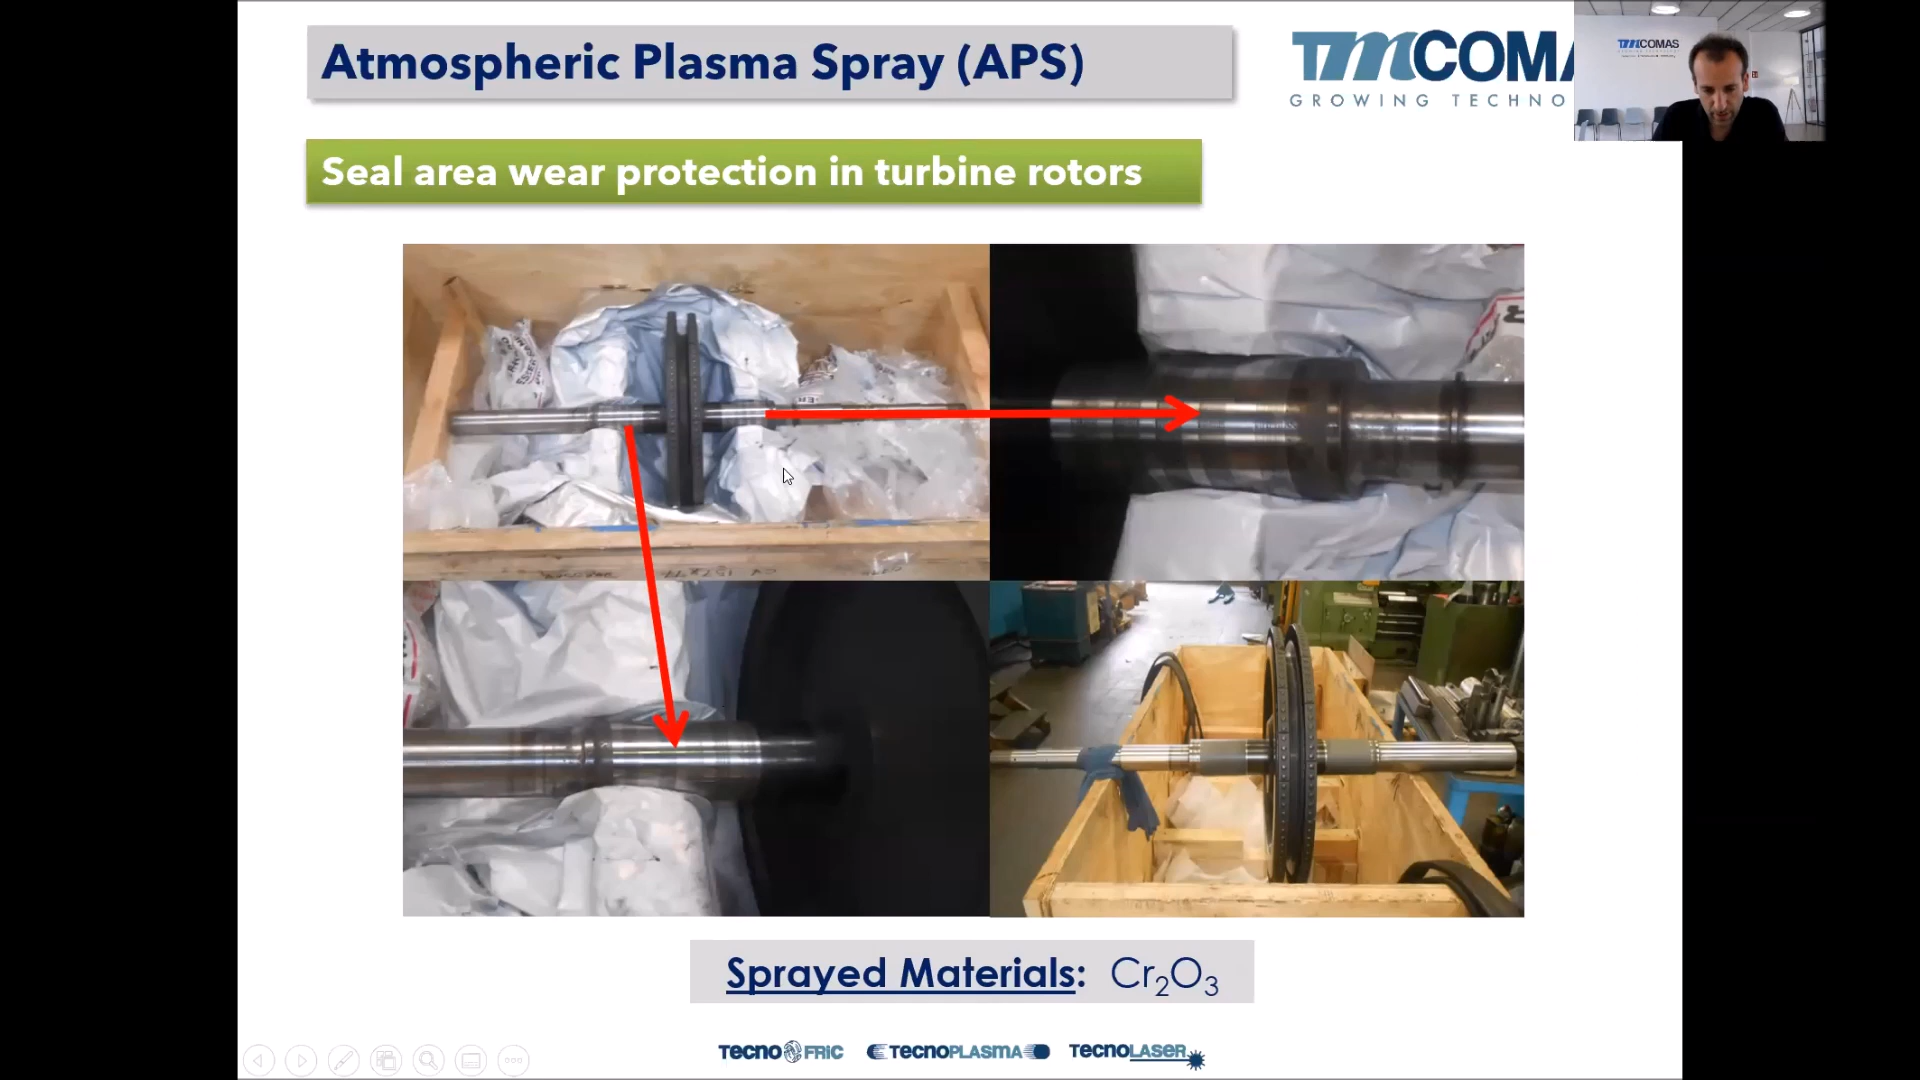 Atmospheric Plasma Spray (APS)
TMCOMA
GROWING TECHNO
TMCOMAS
Seal area wear protection in turbine rotors
Sprayed Materials: Cr₂O₃
TECNOFRIC TECNOPLASMA TECNOLASER